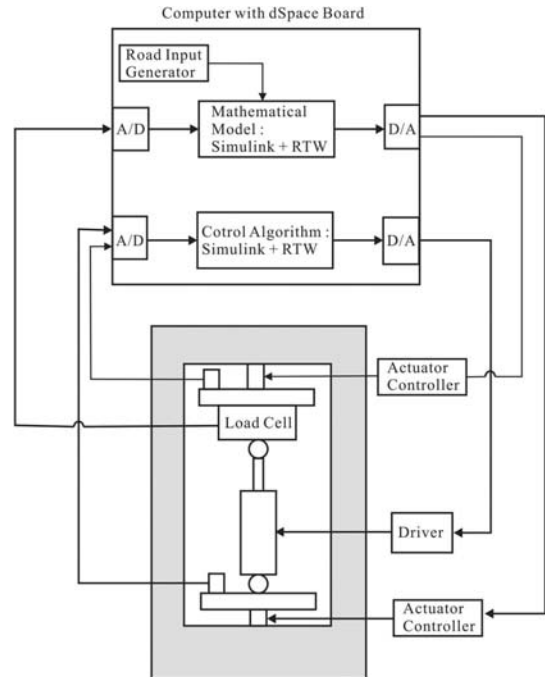 Computer with dSpace Board
Road Input
Generator
A/D
Mathematical
Model :
Simulink + RTW
D/A
A/D
Cotrol Algorithm :
Simulink + RTW
D/A
Actuator
Controller
Load Cell
Driver
Actuator
Controller